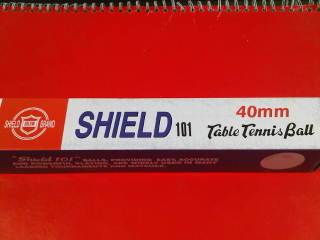 SHIELD BRAND
SHIELD 101
40mm
Table Tennis Ball
"Shield 101" BALLS, PROVIDING EASY, ACCURATE
AND POWERFUL PLAYING, AND WIDELY USED IN MANY
LEADING TOURNAMENTS AND MATCHES.